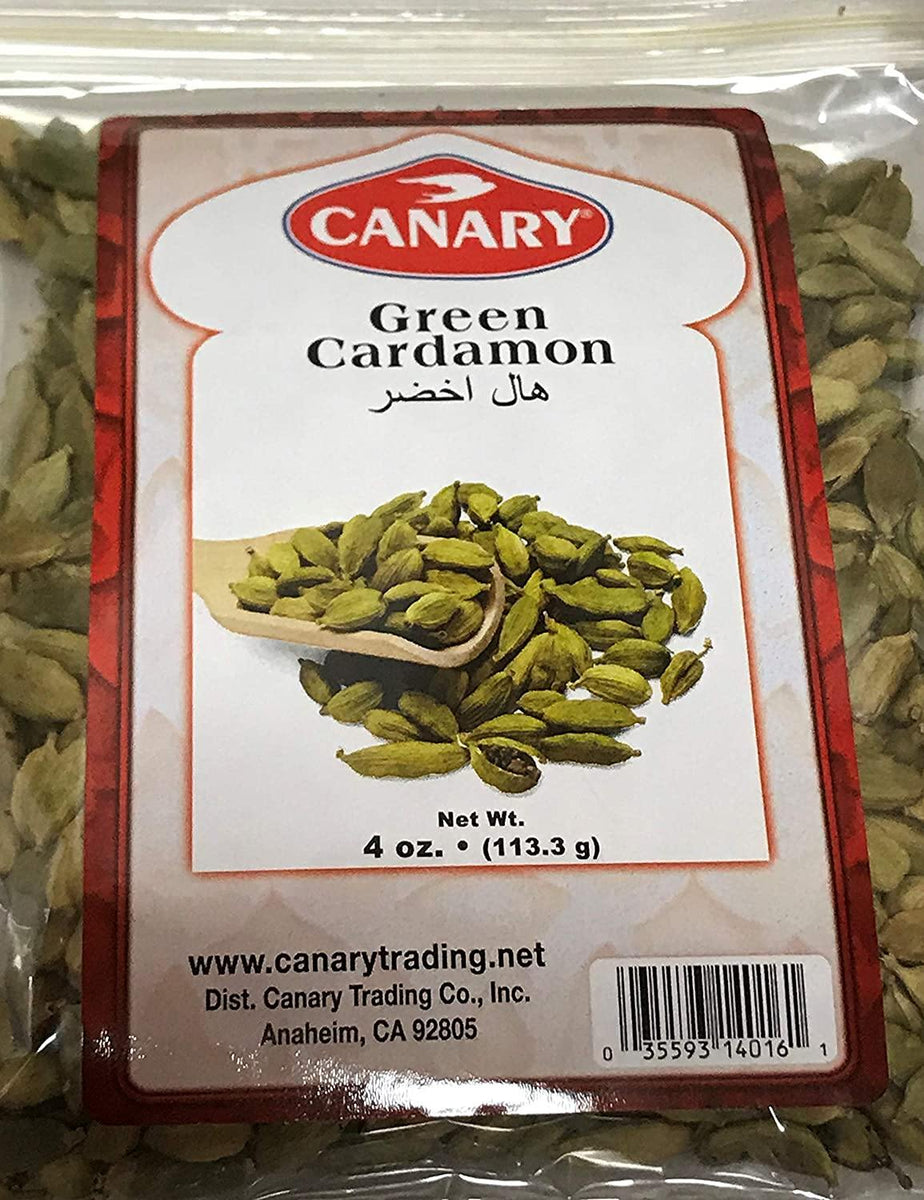 CANARY®
Green
Cardamon
هال اخضر
Net Wt.
4 oz. • (113.3 g)
www.canarytrading.net
Dist. Canary Trading Co., Inc.
Anaheim, CA 92805
0 35593 14016 1